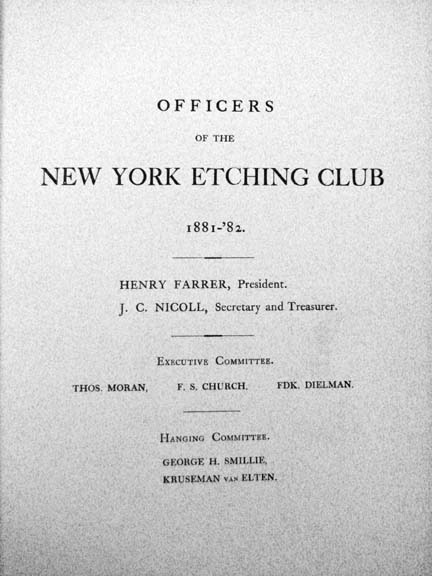 OFFICERS
OF THE
NEW YORK ETCHING CLUB
1881-'82.
HENRY FARRER, President.
J. C. NICOLL, Secretary and Treasurer.
EXECUTIVE COMMITTEE.
THOS. MORAN, F. S. CHURCH, FDK. DIELMAN.
HANGING COMMITTEE.
GEORGE H. SMILLIE,
KRUSEMAN VAN ELTEN.